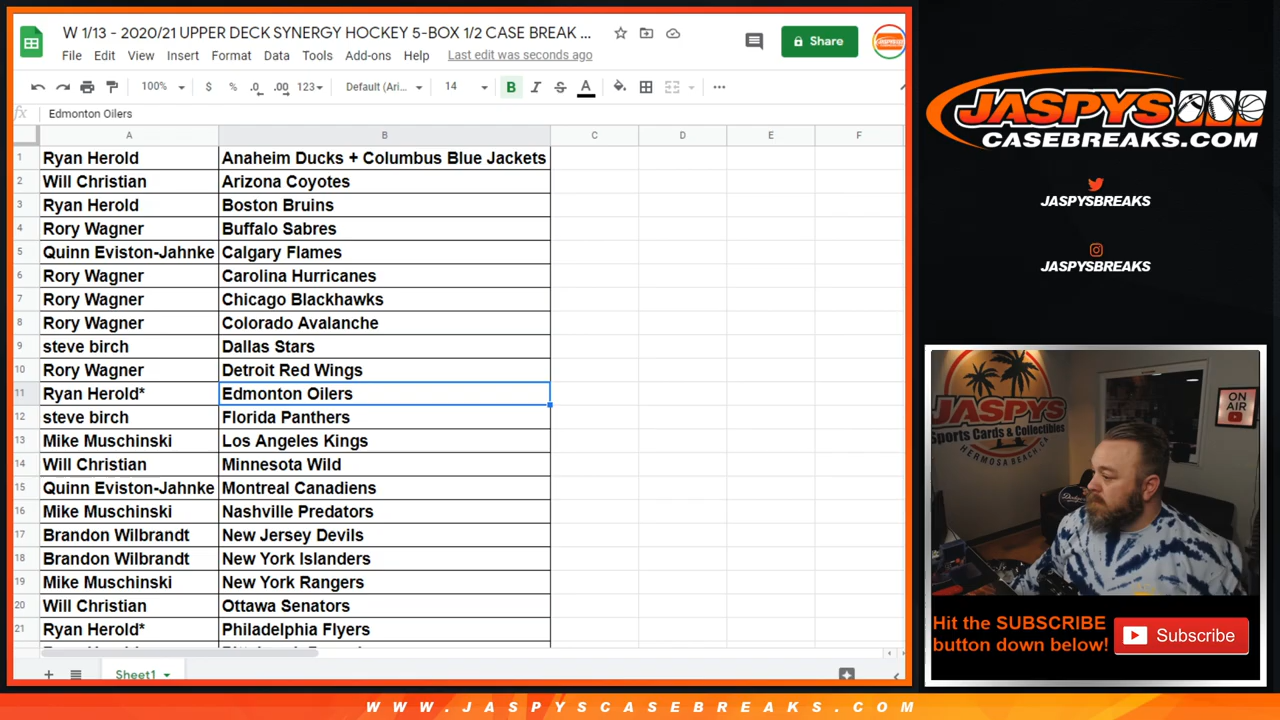 W 1/13 - 2020/21 UPPER DECK SYNERGY HOCKEY 5-BOX 1/2 CASE BREAK ...
File Edit View Insert Format Data Tools Add-ons Help Last edit was seconds ago
Share
100% $ % .0 .00 123 Default (Ari... 14 B I S A ...
fx Edmonton Oilers
A B C D E F
1 Ryan Herold Anaheim Ducks + Columbus Blue Jackets
2 Will Christian Arizona Coyotes
3 Ryan Herold Boston Bruins
4 Rory Wagner Buffalo Sabres
5 Quinn Eviston-Jahnke Calgary Flames
6 Rory Wagner Carolina Hurricanes
7 Rory Wagner Chicago Blackhawks
8 Rory Wagner Colorado Avalanche
9 steve birch Dallas Stars
10 Rory Wagner Detroit Red Wings
11 Ryan Herold* Edmonton Oilers
12 steve birch Florida Panthers
13 Mike Muschinski Los Angeles Kings
14 Will Christian Minnesota Wild
15 Quinn Eviston-Jahnke Montreal Canadiens
16 Mike Muschinski Nashville Predators
17 Brandon Wilbrandt New Jersey Devils
18 Brandon Wilbrandt New York Islanders
19 Mike Muschinski New York Rangers
20 Will Christian Ottawa Senators
21 Ryan Herold* Philadelphia Flyers
Sheet1
JASPYS
CASEBREAKS.COM
JASPYSBREAKS
JASPYSBREAKS
JASPYS
Sports Cards & Collectibles
HERMOSA BEACH, CA
ON
AIR
Hit the SUBSCRIBE
button down below!
Subscribe
WWW.JASPYSCASEBREAKS.COM